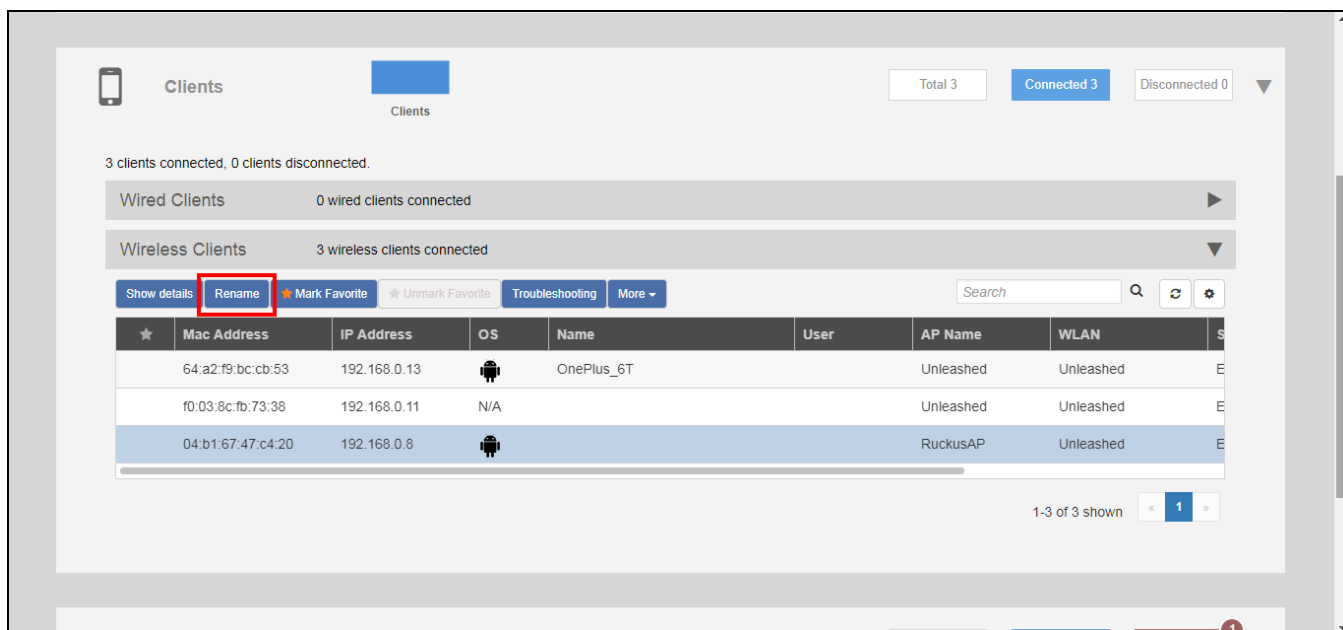 Clients
Clients
Total 3 Connected 3 Disconnected 0
3 clients connected, 0 clients disconnected.
Wired Clients 0 wired clients connected
Wireless Clients 3 wireless clients connected
Show details Rename Mark Favorite Unmark Favorite Troubleshooting More Search
Mac Address IP Address OS Name User AP Name WLAN S
64:a2:f9:bc:cb:53 192.168.0.13 OnePlus_6T Unleashed Unleashed E
f0:03:8c:fb:73:38 192.168.0.11 N/A Unleashed Unleashed E
04:b1:67:47:c4:20 192.168.0.8 RuckusAP Unleashed E
1-3 of 3 shown « 1 »
1